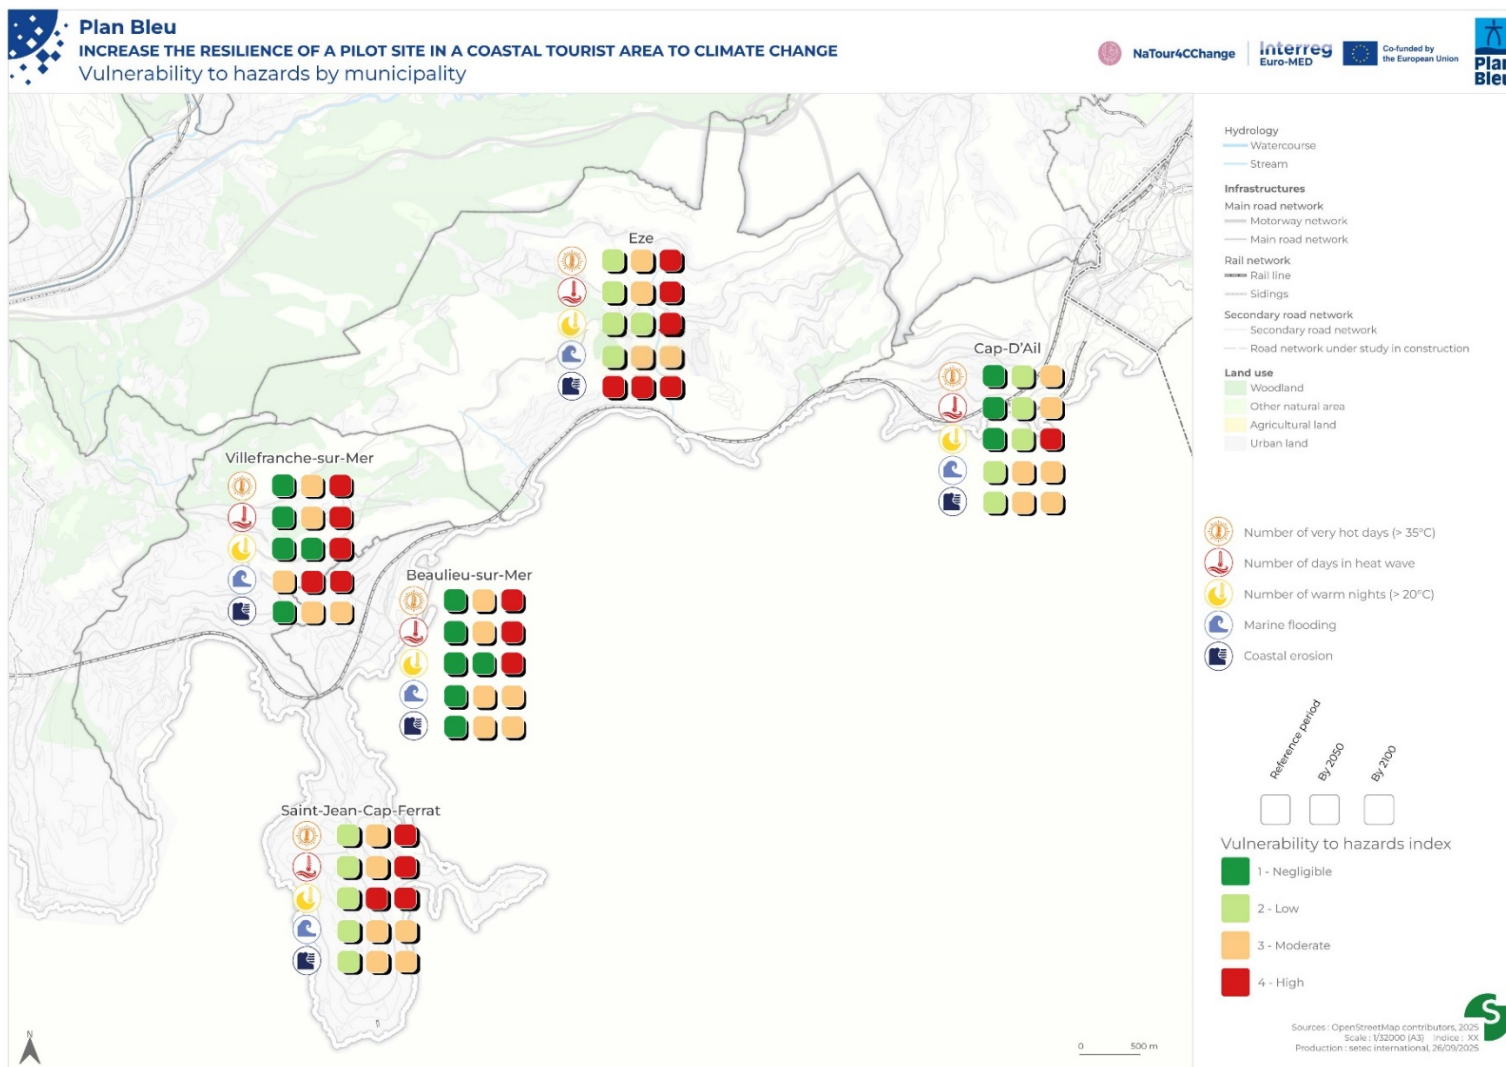 Plan Bleu
INCREASE THE RESILIENCE OF A PILOT SITE IN A COASTAL TOURIST AREA TO CLIMATE CHANGE
Vulnerability to hazards by municipality
NaTour4CChange
Interreg
Euro-MED
Co-funded by
the European Union
Plan
Bleu
Eze
Cap-D'Ail
Villefranche-sur-Mer
Beaulieu-sur-Mer
Saint-Jean-Cap-Ferrat
N
0 500 m
Hydrology
Watercourse
Stream
Infrastructures
Main road network
Motorway network
Main road network
Rail network
Rail line
Sidings
Secondary road network
Secondary road network
Road network under study in construction
Land use
Woodland
Other natural area
Agricultural land
Urban land
Number of very hot days (> 35°C)
Number of days in heat wave
Number of warm nights (> 20°C)
Marine flooding
Coastal erosion
Reference period
By 2050
By 2100
Vulnerability to hazards index
1 - Negligible
2 - Low
3 - Moderate
4 - High
S
Sources : OpenStreetMap contributors, 2025
Scale : 1/32000 (A3) Indice : XX
Production : setec international, 26/09/2025